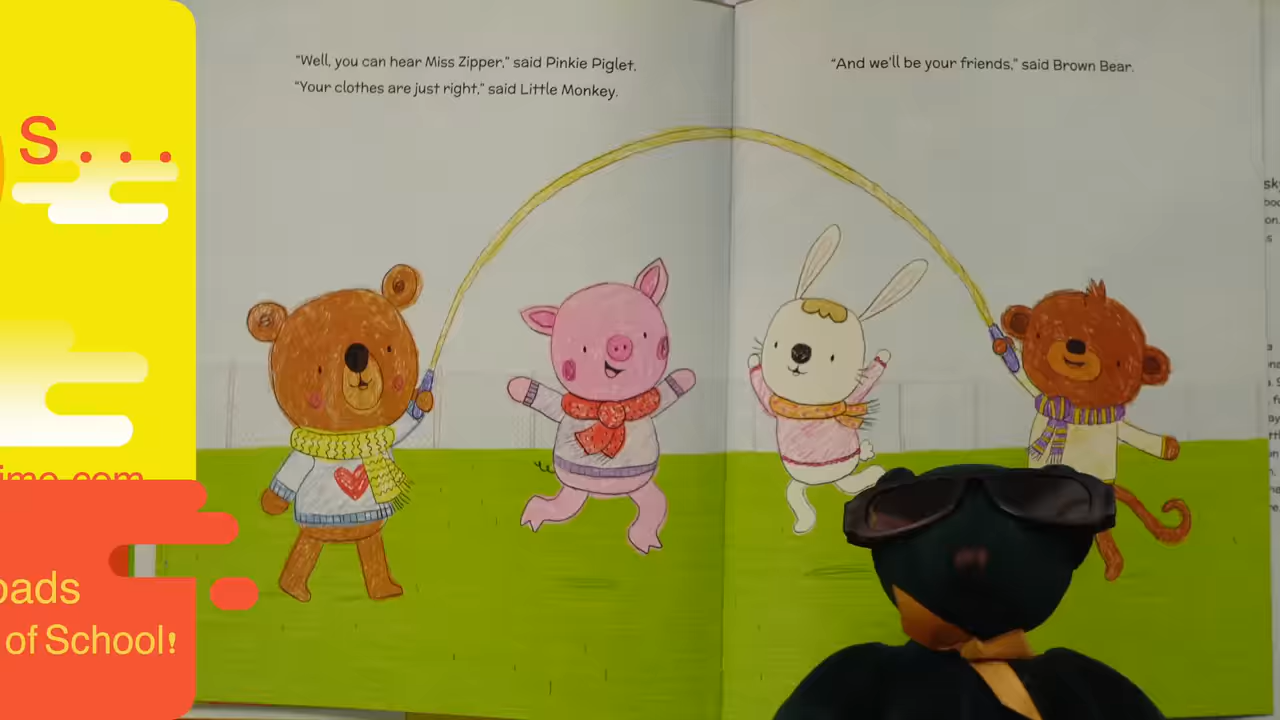 "Well, you can hear Miss Zipper," said Pinkie Piglet.
"Your clothes are just right," said Little Monkey.
"And we'll be your friends," said Brown Bear.
S...
of School!